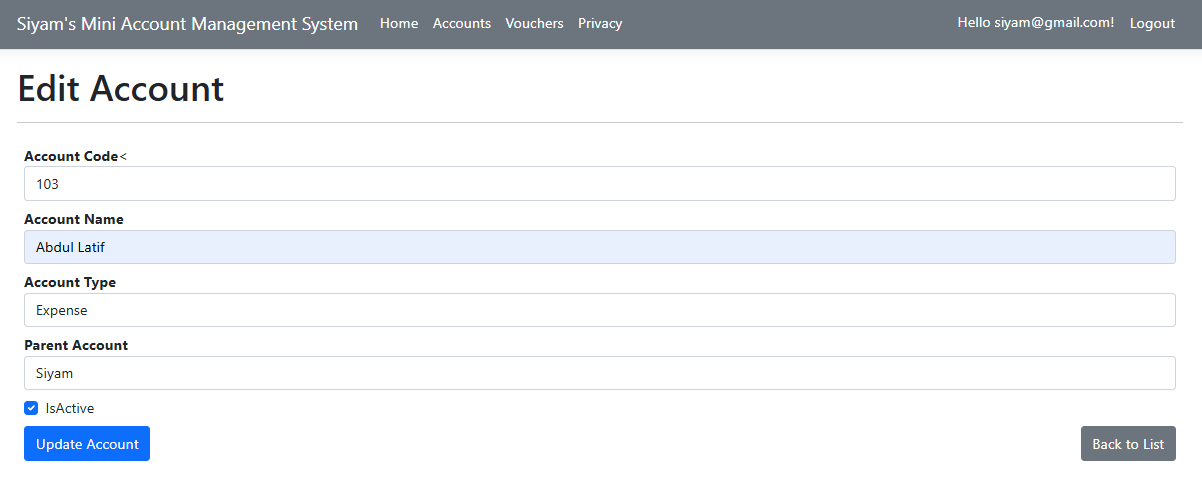 Siyam's Mini Account Management System Home Accounts Vouchers Privacy Hello siyam@gmail.com! Logout
Edit Account
Account Code<
103
Account Name
Abdul Latif
Account Type
Expense
Parent Account
Siyam
IsActive
Update Account Back to List